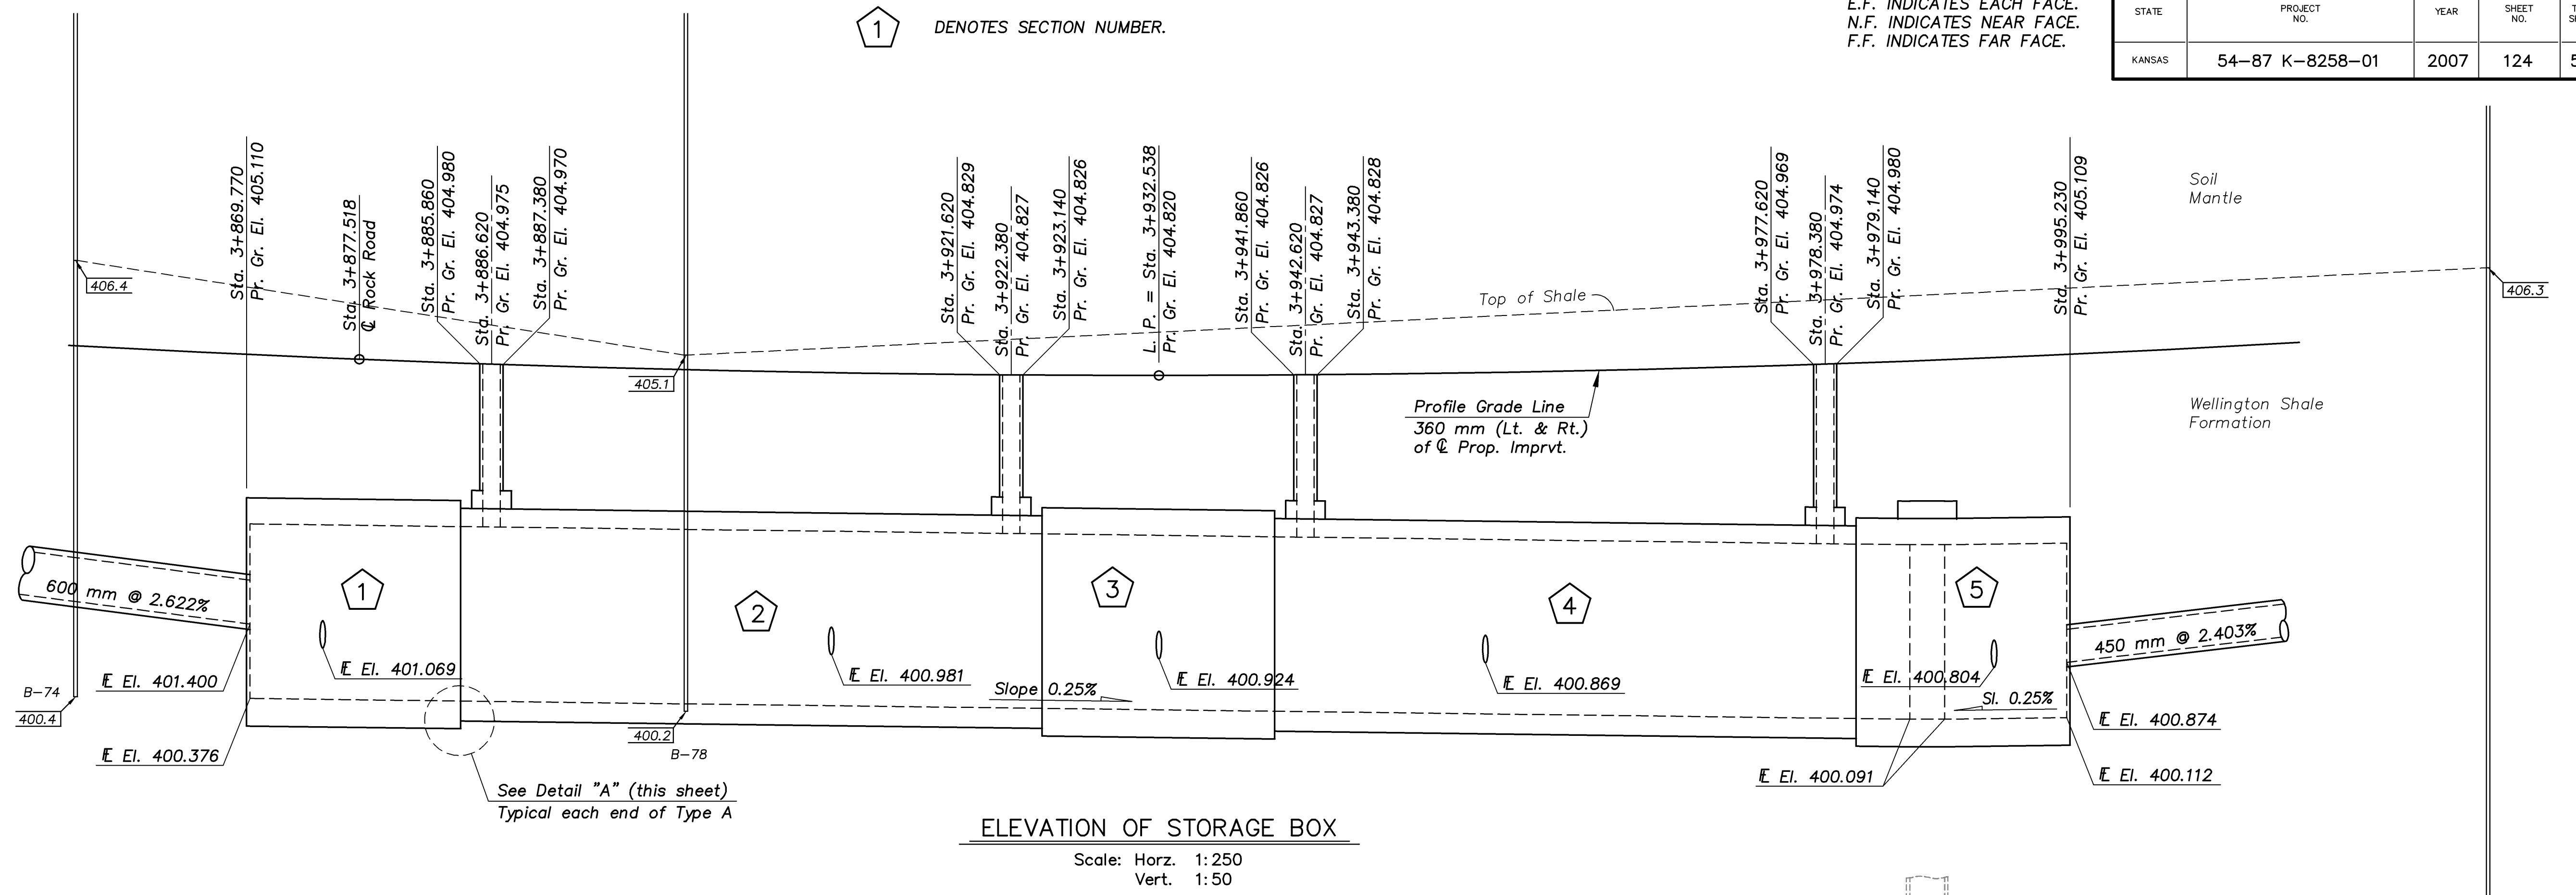 1
DENOTES SECTION NUMBER.
E.F. INDICATES EACH FACE.
N.F. INDICATES NEAR FACE.
F.F. INDICATES FAR FACE.
STATE
PROJECT
NO.
YEAR
SHEET
NO.
KANSAS
54-87 K-8258-01
2007
124
Sta. 3+869.770
Pr. Gr. El. 405.110
Sta. 3+877.518
℄ Rock Road
Sta. 3+885.860
Pr. Gr. El. 404.980
Sta. 3+886.620
Pr. Gr. El. 404.975
Sta. 3+887.380
Pr. Gr. El. 404.970
Sta. 3+921.620
Pr. Gr. El. 404.829
Sta. 3+922.380
Pr. Gr. El. 404.827
Sta. 3+923.140
Pr. Gr. El. 404.826
L. P. = Sta. 3+932.538
Pr. Gr. El. 404.820
Sta. 3+941.860
Pr. Gr. El. 404.826
Sta. 3+942.620
Pr. Gr. El. 404.827
Sta. 3+943.380
Pr. Gr. El. 404.828
Sta. 3+977.620
Pr. Gr. El. 404.969
Sta. 3+978.380
Pr. Gr. El. 404.974
Sta. 3+979.140
Pr. Gr. El. 404.980
Sta. 3+995.230
Pr. Gr. El. 405.109
Soil
Mantle
406.4
Top of Shale
406.3
405.1
Profile Grade Line
360 mm (Lt. & Rt.)
of ℄ Prop. Imprvt.
Wellington Shale
Formation
600 mm @ 2.622%
1
2
3
4
5
450 mm @ 2.403%
FL El. 401.400
FL El. 401.069
FL El. 400.981
FL El. 400.924
FL El. 400.869
FL El. 400.804
Slope 0.25%
Sl. 0.25%
B-74
400.4
400.2
B-78
FL El. 400.874
FL El. 400.376
FL El. 400.091
FL El. 400.112
See Detail "A" (this sheet)
Typical each end of Type A
ELEVATION OF STORAGE BOX
Scale: Horz. 1:250
Vert. 1:50